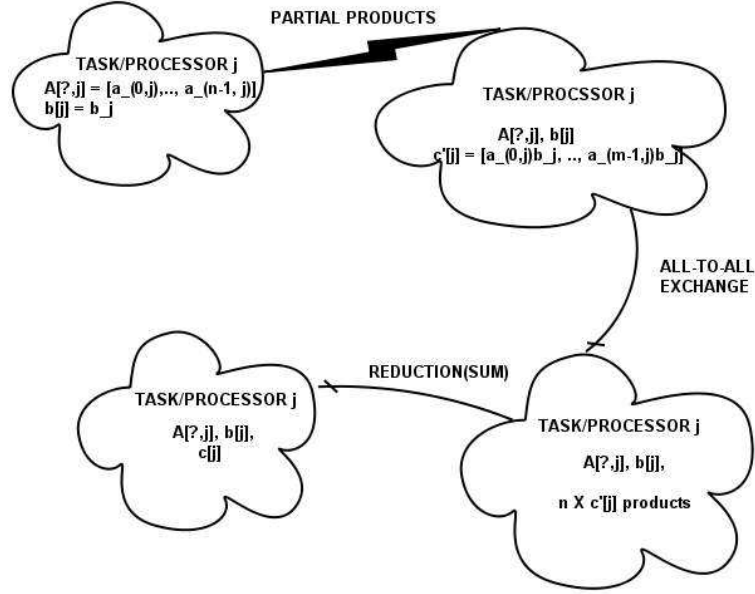 PARTIAL PRODUCTS
TASK/PROCESSOR j
A[?,j] = [a_(0,j),.., a_(n-1, j)]
b[j] = b_j
TASK/PROCSSOR j
A[?,j], b[j]
c'[j] = [a_(0,j)b_j, .., a_(m-1,j)b_j]
ALL-TO-ALL
EXCHANGE
REDUCTION(SUM)
TASK/PROCESSOR j
A[?,j], b[j],
c[j]
TASK/PROCESSOR j
A[?,j], b[j],
n X c'[j] products